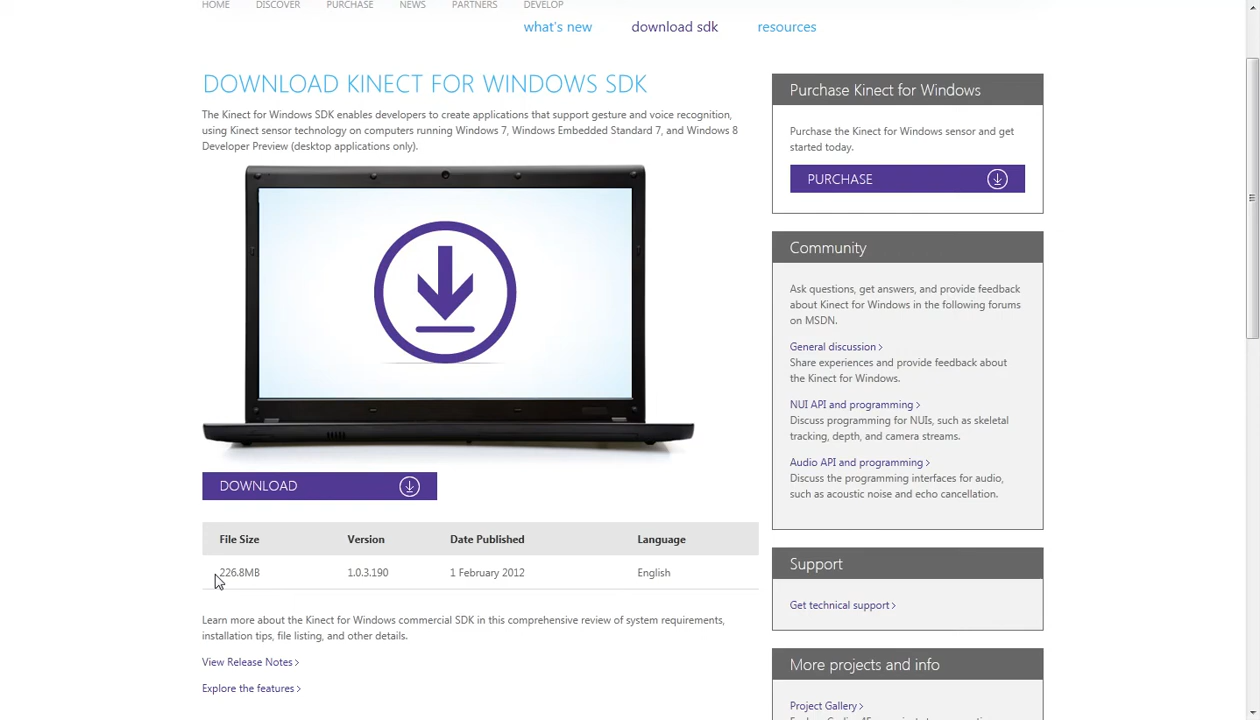 HOME DISCOVER PURCHASE NEWS PARTNERS DEVELOP
what's new download sdk resources
DOWNLOAD KINECT FOR WINDOWS SDK
The Kinect for Windows SDK enables developers to create applications that support gesture and voice recognition,
using Kinect sensor technology on computers running Windows 7, Windows Embedded Standard 7, and Windows 8
Developer Preview (desktop applications only).
DOWNLOAD
File Size Version Date Published Language
226.8MB 1.0.3.190 1 February 2012 English
Learn more about the Kinect for Windows commercial SDK in this comprehensive review of system requirements,
installation tips, file listing, and other details.
View Release Notes >
Explore the features >
Purchase Kinect for Windows
Purchase the Kinect for Windows sensor and get
started today.
PURCHASE
Community
Ask questions, get answers, and provide feedback
about Kinect for Windows in the following forums
on MSDN.
General discussion >
Share experiences and provide feedback about
the Kinect for Windows.
NUI API and programming >
Discuss programming for NUIs, such as skeletal
tracking, depth, and camera streams.
Audio API and programming >
Discuss the programming interfaces for audio,
such as acoustic noise and echo cancellation.
Support
Get technical support >
More projects and info
Project Gallery >